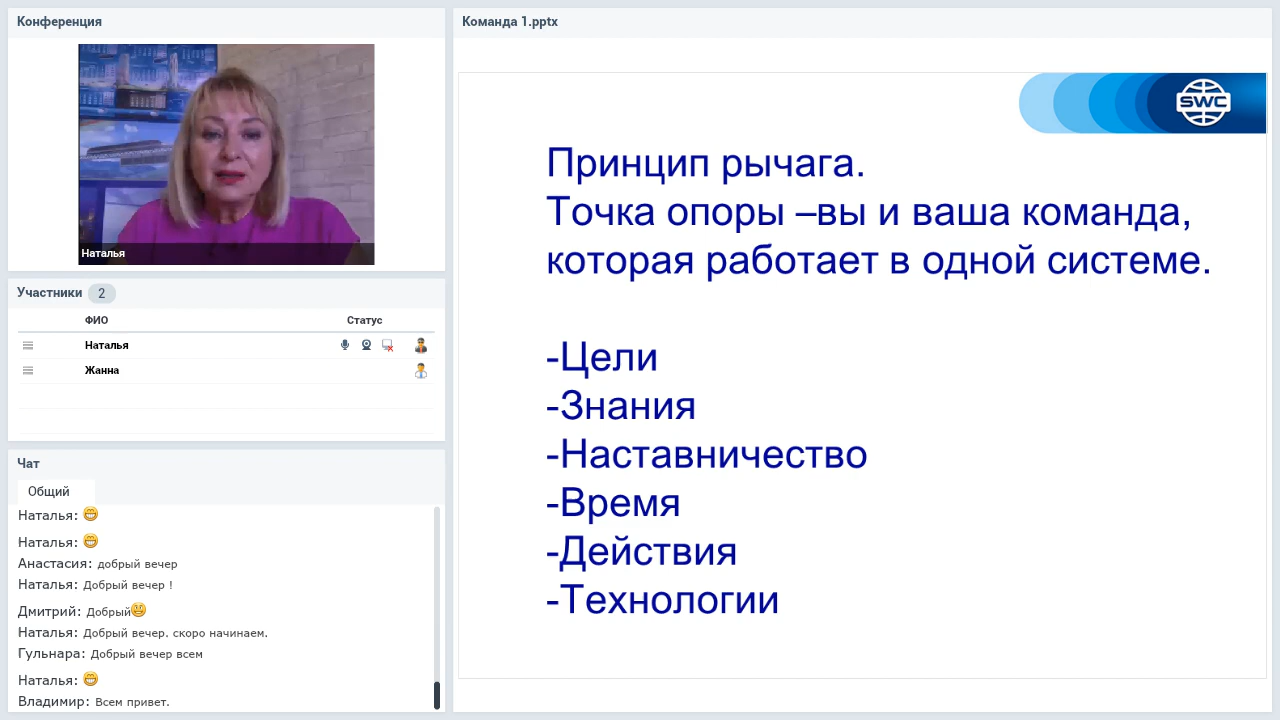 Конференция
Наталья
Участники 2
ФИО Статус
Наталья
Жанна
Чат
Общий
Наталья:
Наталья:
Анастасия: добрый вечер
Наталья: Добрый вечер !
Дмитрий: Добрый
Наталья: Добрый вечер. скоро начинаем.
Гульнара: Добрый вечер всем
Наталья:
Владимир: Всем привет.
Команда 1.pptx
SWC
Принцип рычага.
Точка опоры –вы и ваша команда,
которая работает в одной системе.
-Цели
-Знания
-Наставничество
-Время
-Действия
-Технологии